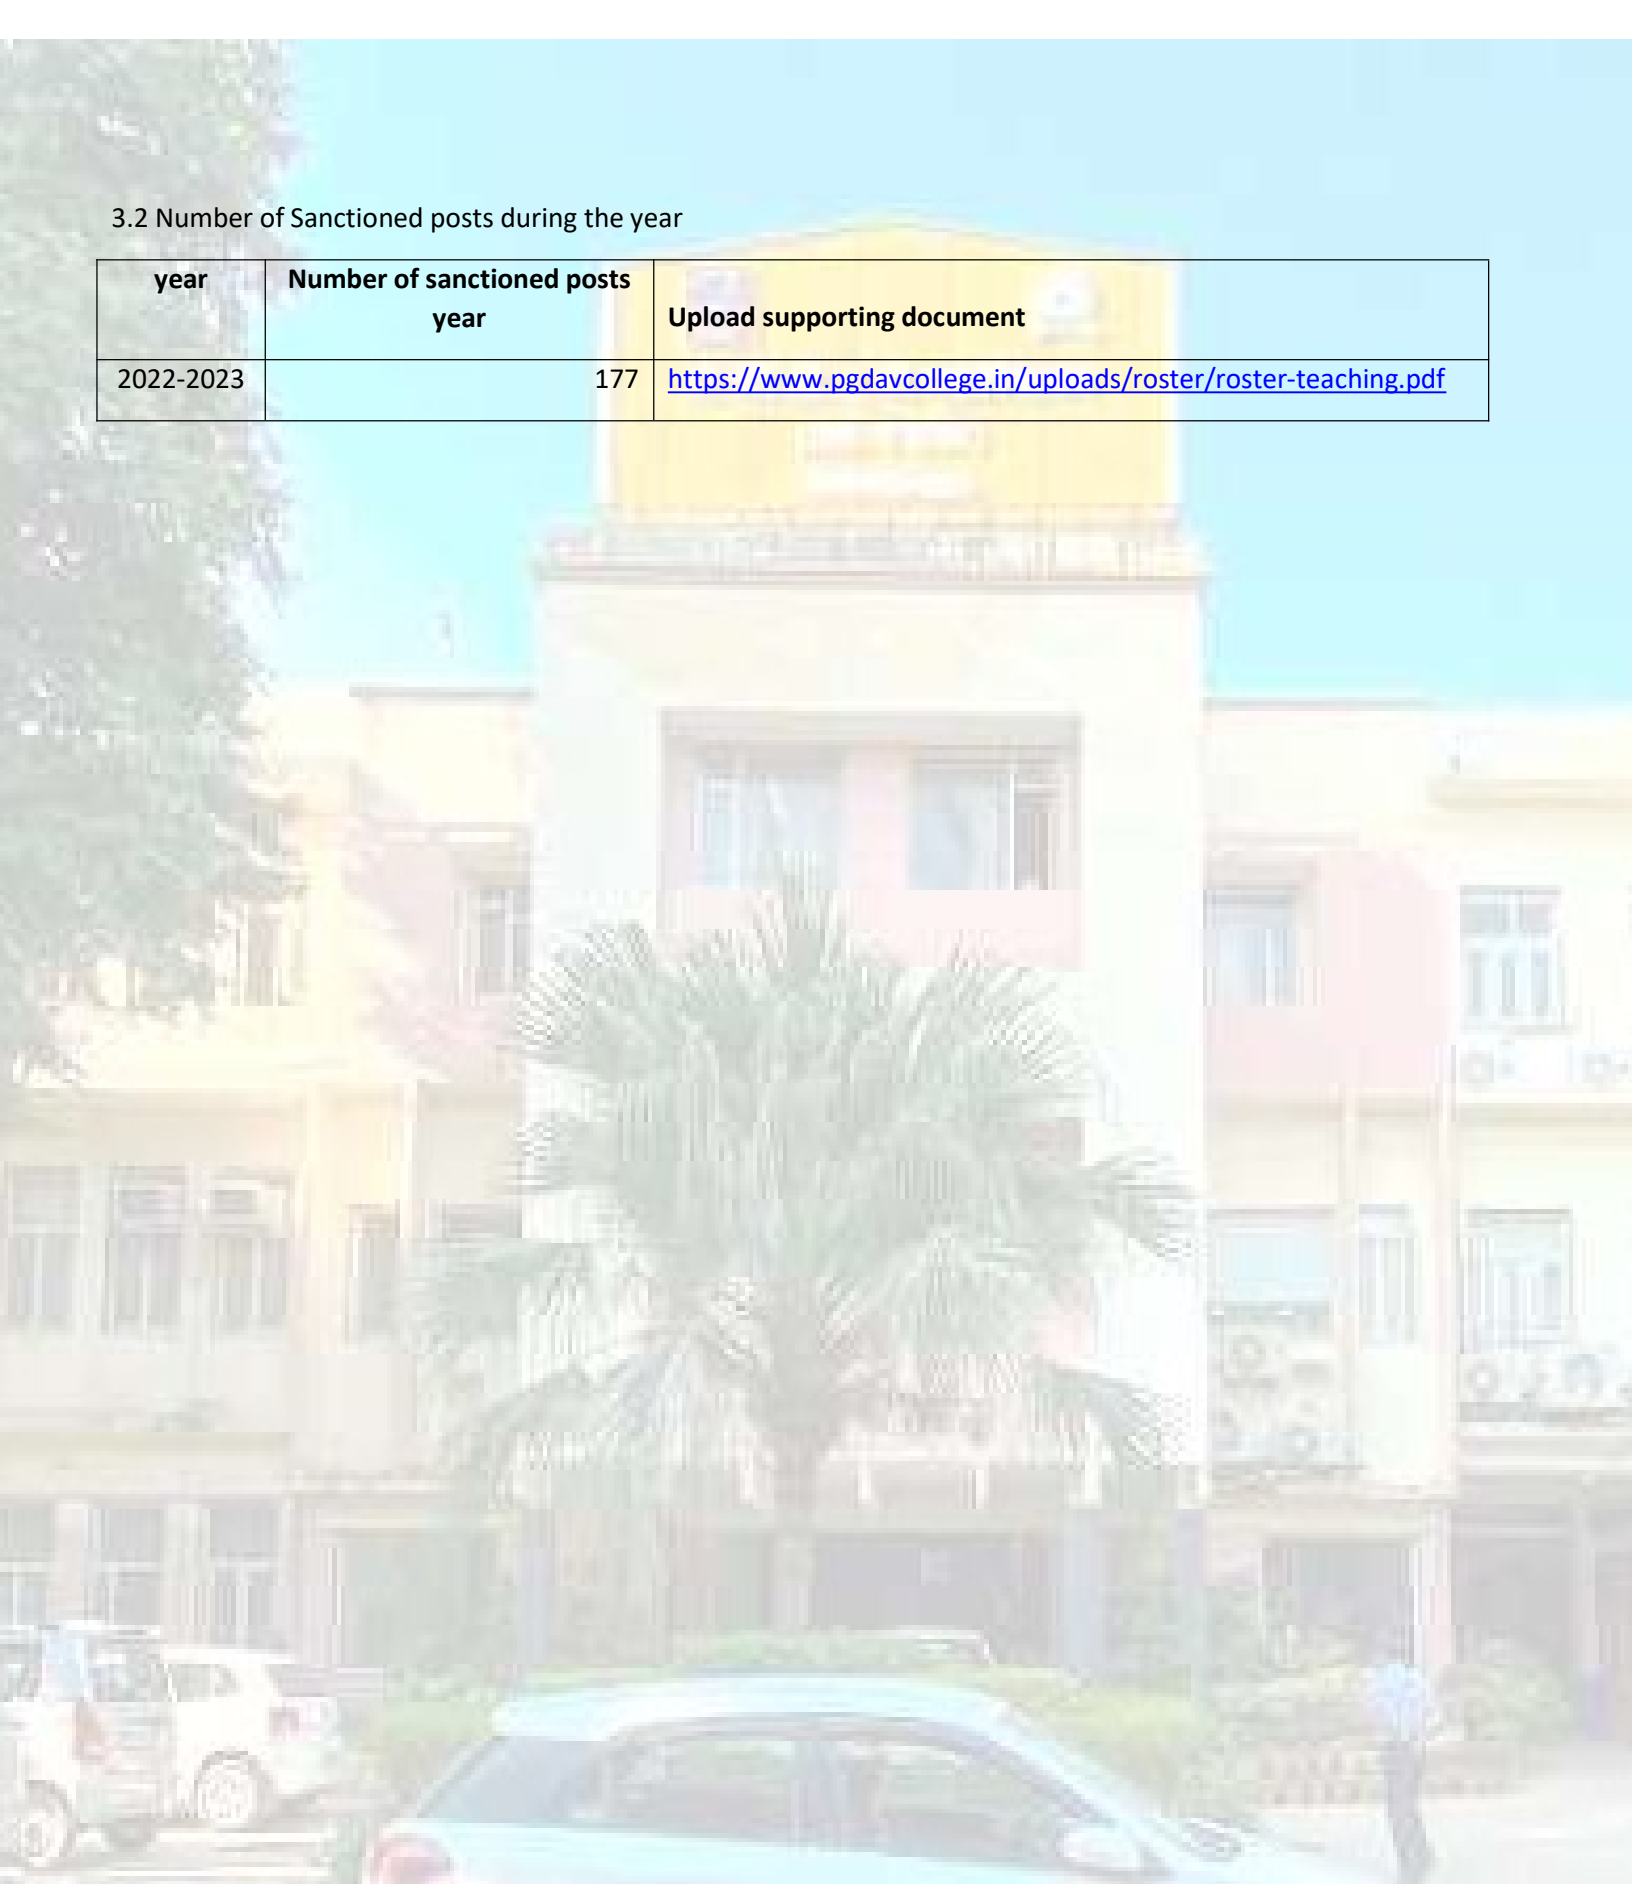 3.2 Number of Sanctioned posts during the year
year Number of sanctioned posts
year Upload supporting document
2022-2023 177 https://www.pgdavcollege.in/uploads/roster/roster-teaching.pdf